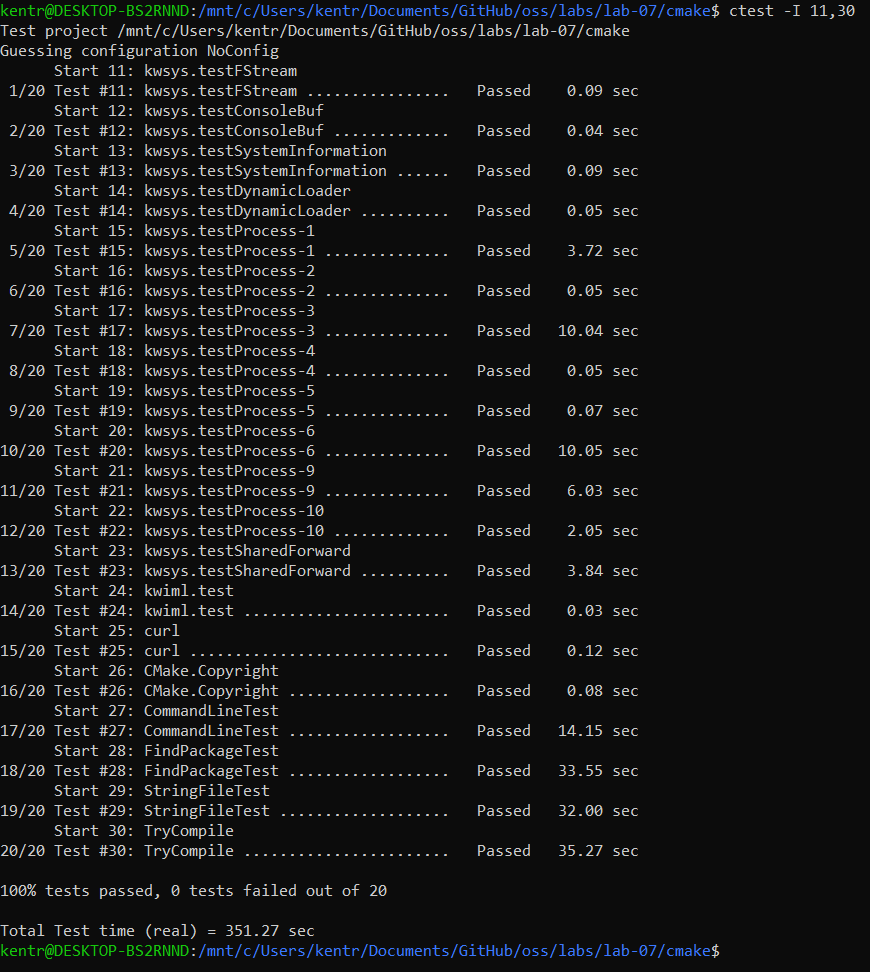 kentr@DESKTOP-BS2RNND:/mnt/c/Users/kentr/Documents/GitHub/oss/labs/lab-07/cmake$ ctest -I 11,30
Test project /mnt/c/Users/kentr/Documents/GitHub/oss/labs/lab-07/cmake
Guessing configuration NoConfig
      Start 11: kwsys.testFStream
 1/20 Test #11: kwsys.testFStream ................   Passed    0.09 sec
      Start 12: kwsys.testConsoleBuf
 2/20 Test #12: kwsys.testConsoleBuf .............   Passed    0.04 sec
      Start 13: kwsys.testSystemInformation
 3/20 Test #13: kwsys.testSystemInformation ......   Passed    0.09 sec
      Start 14: kwsys.testDynamicLoader
 4/20 Test #14: kwsys.testDynamicLoader ..........   Passed    0.05 sec
      Start 15: kwsys.testProcess-1
 5/20 Test #15: kwsys.testProcess-1 ..............   Passed    3.72 sec
      Start 16: kwsys.testProcess-2
 6/20 Test #16: kwsys.testProcess-2 ..............   Passed    0.05 sec
      Start 17: kwsys.testProcess-3
 7/20 Test #17: kwsys.testProcess-3 ..............   Passed   10.04 sec
      Start 18: kwsys.testProcess-4
 8/20 Test #18: kwsys.testProcess-4 ..............   Passed    0.05 sec
      Start 19: kwsys.testProcess-5
 9/20 Test #19: kwsys.testProcess-5 ..............   Passed    0.07 sec
      Start 20: kwsys.testProcess-6
10/20 Test #20: kwsys.testProcess-6 ..............   Passed   10.05 sec
      Start 21: kwsys.testProcess-9
11/20 Test #21: kwsys.testProcess-9 ..............   Passed    6.03 sec
      Start 22: kwsys.testProcess-10
12/20 Test #22: kwsys.testProcess-10 .............   Passed    2.05 sec
      Start 23: kwsys.testSharedForward
13/20 Test #23: kwsys.testSharedForward ..........   Passed    3.84 sec
      Start 24: kwiml.test
14/20 Test #24: kwiml.test .......................   Passed    0.03 sec
      Start 25: curl
15/20 Test #25: curl .............................   Passed    0.12 sec
      Start 26: CMake.Copyright
16/20 Test #26: CMake.Copyright ..................   Passed    0.08 sec
      Start 27: CommandLineTest
17/20 Test #27: CommandLineTest ..................   Passed   14.15 sec
      Start 28: FindPackageTest
18/20 Test #28: FindPackageTest ..................   Passed   33.55 sec
      Start 29: StringFileTest
19/20 Test #29: StringFileTest ...................   Passed   32.00 sec
      Start 30: TryCompile
20/20 Test #30: TryCompile .......................   Passed   35.27 sec

100% tests passed, 0 tests failed out of 20

Total Test time (real) = 351.27 sec
kentr@DESKTOP-BS2RNND:/mnt/c/Users/kentr/Documents/GitHub/oss/labs/lab-07/cmake$